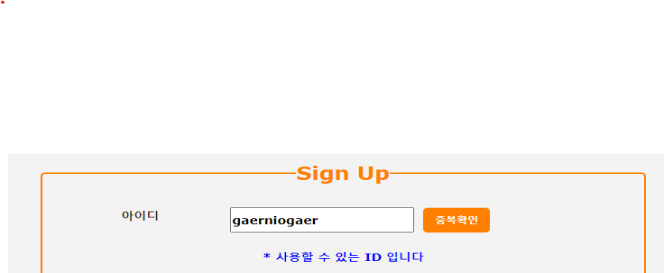 Sign Up
아이디 gaerniogaer 중복확인
* 사용할 수 있는 ID 입니다